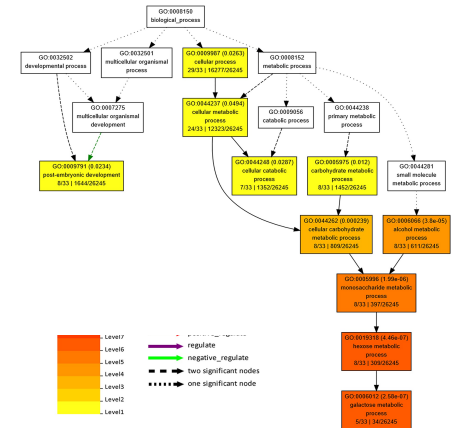 GO:0008150
biological_process
GO:0032502
developmental process
GO:0032501
multicellular organismal
process
GO:0009987 (0.0263)
cellular process
29/33 | 16277/26245
GO:0008152
metabolic process
GO:0007275
multicellular organismal
development
GO:0044237 (0.0494)
cellular metabolic
process
24/33 | 12323/26245
GO:0009056
catabolic process
GO:0044238
primary metabolic
process
GO:0009791 (0.0234)
post-embryonic development
8/33 | 1644/26245
GO:0044248 (0.0287)
cellular catabolic
process
7/33 | 1352/26245
GO:0005975 (0.012)
carbohydrate metabolic
process
8/33 | 1452/26245
GO:0044281
small molecule
metabolic process
GO:0044262 (0.000239)
cellular carbohydrate
metabolic process
8/33 | 809/26245
GO:0006066 (3.8e-05)
alcohol metabolic
process
8/33 | 611/26245
GO:0005996 (1.99e-06)
monosaccharide metabolic
process
8/33 | 397/26245
GO:0019318 (4.46e-07)
hexose metabolic
process
8/33 | 309/26245
GO:0006012 (2.58e-07)
galactose metabolic
process
5/33 | 34/26245
Level7
Level6
Level5
Level4
Level3
Level2
Level1
regulate
negative_regulate
two significant nodes
one significant node